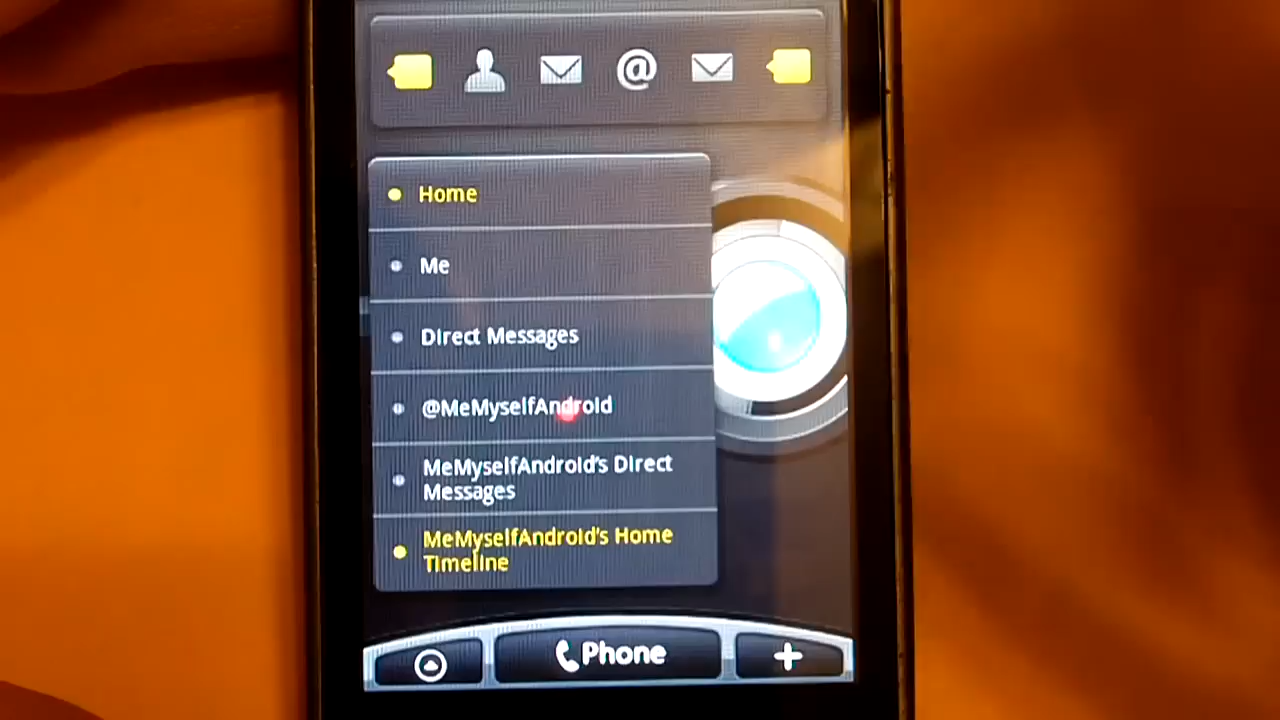 @
Home
Me
Direct Messages
@MeMyselfAndroid
MeMyselfAndroid's Direct
Messages
MeMyselfAndroid's Home
Timeline
Phone